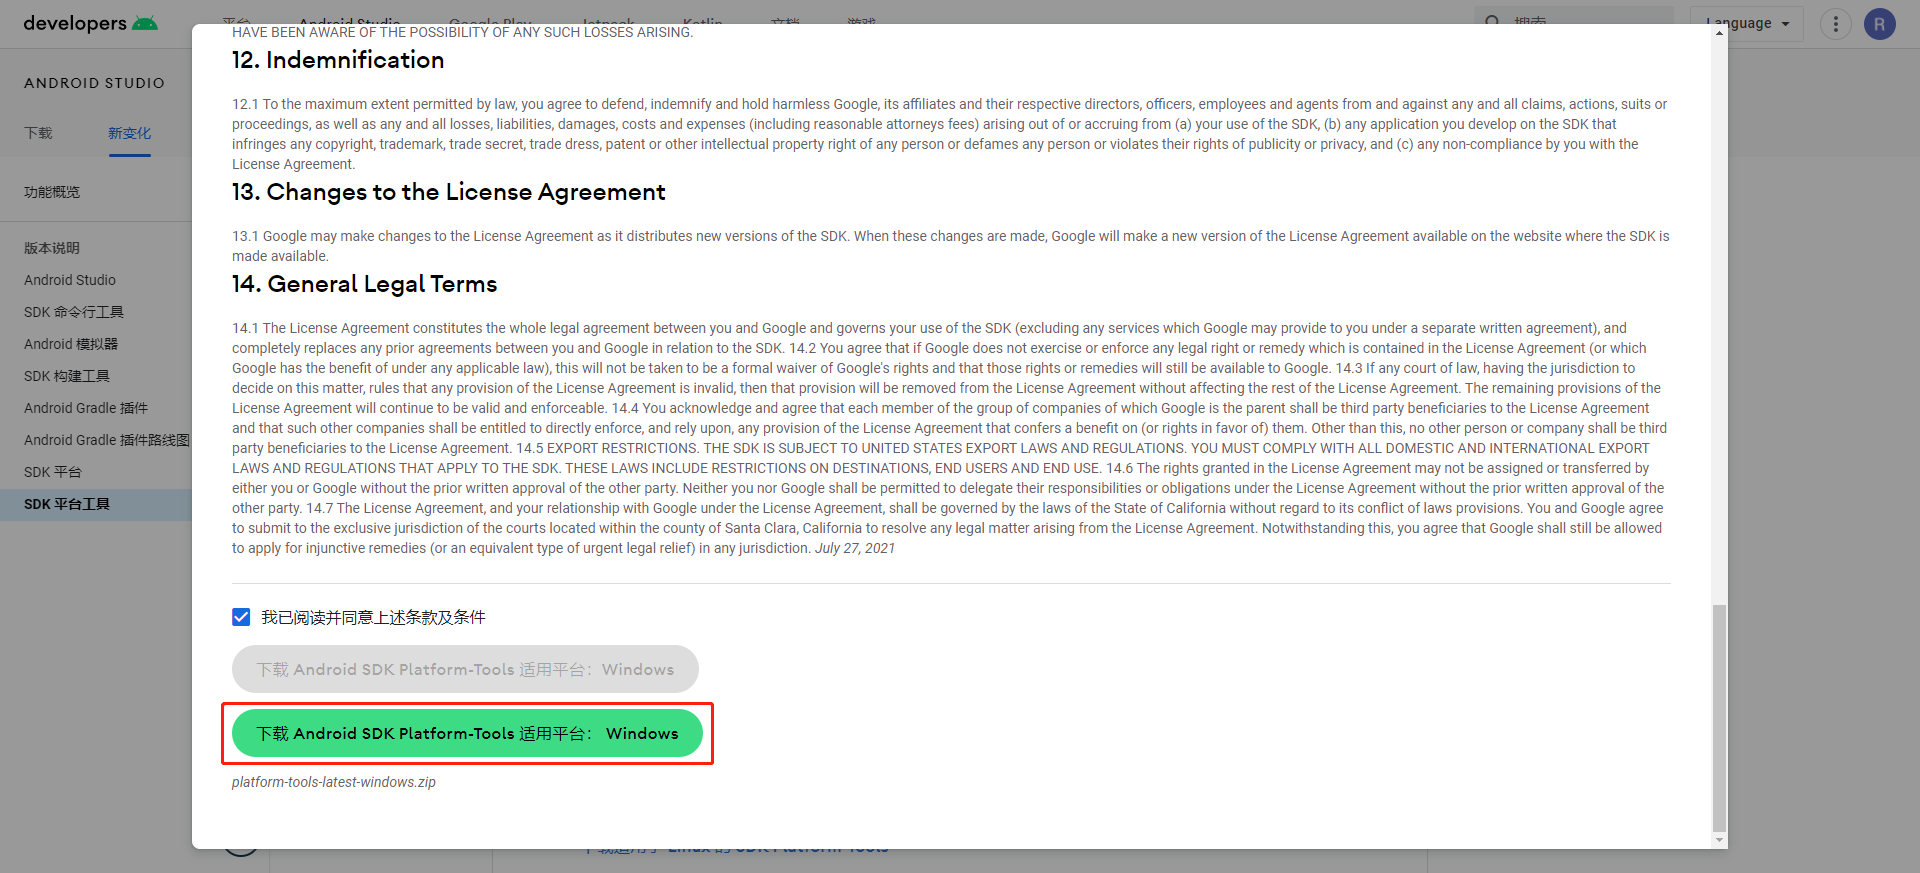 developers
平台
Android Studio
Google Play
Jetpack
Kotlin
文档
游戏
搜索
Language
R
ANDROID STUDIO
下载
新变化
功能概览
版本说明
Android Studio
SDK 命令行工具
Android 模拟器
SDK 构建工具
Android Gradle 插件
Android Gradle 插件路线图
SDK 平台
SDK 平台工具
HAVE BEEN AWARE OF THE POSSIBILITY OF ANY SUCH LOSSES ARISING.
12. Indemnification
12.1 To the maximum extent permitted by law, you agree to defend, indemnify and hold harmless Google, its affiliates and their respective directors, officers, employees and agents from and against any and all claims, actions, suits or
proceedings, as well as any and all losses, liabilities, damages, costs and expenses (including reasonable attorneys fees) arising out of or accruing from (a) your use of the SDK, (b) any application you develop on the SDK that
infringes any copyright, trademark, trade secret, trade dress, patent or other intellectual property right of any person or defames any person or violates their rights of publicity or privacy, and (c) any non-compliance by you with the
License Agreement.
13. Changes to the License Agreement
13.1 Google may make changes to the License Agreement as it distributes new versions of the SDK. When these changes are made, Google will make a new version of the License Agreement available on the website where the SDK is
made available.
14. General Legal Terms
14.1 The License Agreement constitutes the whole legal agreement between you and Google and governs your use of the SDK (excluding any services which Google may provide to you under a separate written agreement), and
completely replaces any prior agreements between you and Google in relation to the SDK. 14.2 You agree that if Google does not exercise or enforce any legal right or remedy which is contained in the License Agreement (or which
Google has the benefit of under any applicable law), this will not be taken to be a formal waiver of Google's rights and that those rights or remedies will still be available to Google. 14.3 If any court of law, having the jurisdiction to
decide on this matter, rules that any provision of the License Agreement is invalid, then that provision will be removed from the License Agreement without affecting the rest of the License Agreement. The remaining provisions of the
License Agreement will continue to be valid and enforceable. 14.4 You acknowledge and agree that each member of the group of companies of which Google is the parent shall be third party beneficiaries to the License Agreement
and that such other companies shall be entitled to directly enforce, and rely upon, any provision of the License Agreement that confers a benefit on (or rights in favor of) them. Other than this, no other person or company shall be third
party beneficiaries to the License Agreement. 14.5 EXPORT RESTRICTIONS. THE SDK IS SUBJECT TO UNITED STATES EXPORT LAWS AND REGULATIONS. YOU MUST COMPLY WITH ALL DOMESTIC AND INTERNATIONAL EXPORT
LAWS AND REGULATIONS THAT APPLY TO THE SDK. THESE LAWS INCLUDE RESTRICTIONS ON DESTINATIONS, END USERS AND END USE. 14.6 The rights granted in the License Agreement may not be assigned or transferred by
either you or Google without the prior written approval of the other party. Neither you nor Google shall be permitted to delegate their responsibilities or obligations under the License Agreement without the prior written approval of the
other party. 14.7 The License Agreement, and your relationship with Google under the License Agreement, shall be governed by the laws of the State of California without regard to its conflict of laws provisions. You and Google agree
to submit to the exclusive jurisdiction of the courts located within the county of Santa Clara, California to resolve any legal matter arising from the License Agreement. Notwithstanding this, you agree that Google shall still be allowed
to apply for injunctive remedies (or an equivalent type of urgent legal relief) in any jurisdiction. July 27, 2021
我已阅读并同意上述条款及条件
下载 Android SDK Platform-Tools 适用平台： Windows
下载 Android SDK Platform-Tools 适用平台： Windows
platform-tools-latest-windows.zip
下载适用于 Linux 的 SDK Platform-Tools